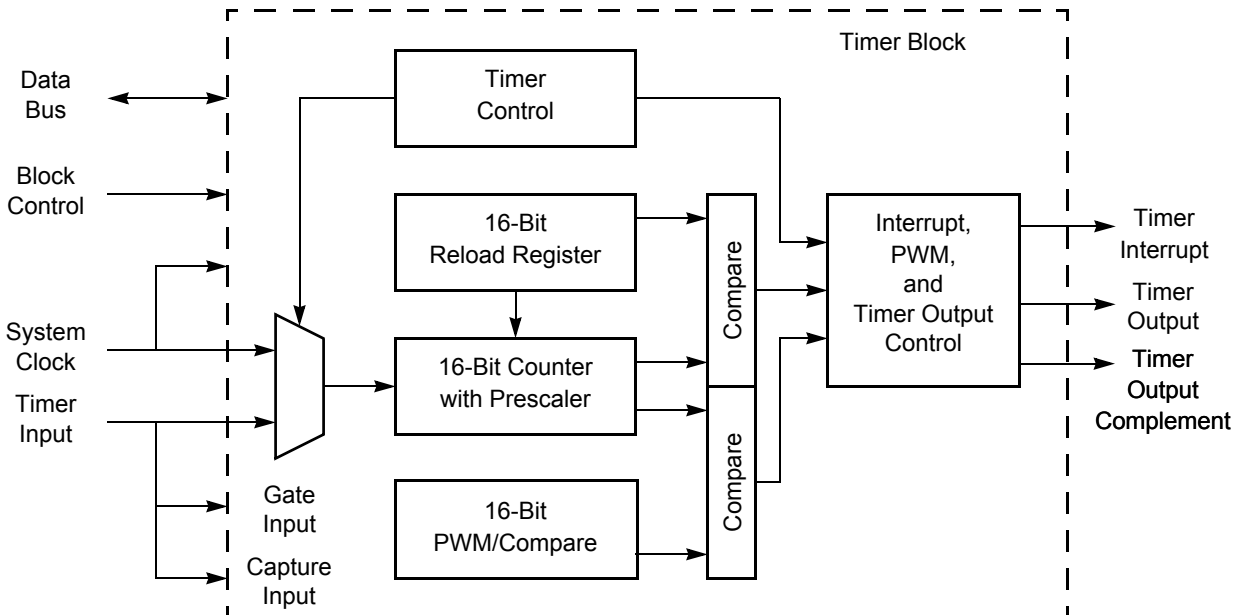 Timer Block
Data
Bus
Timer
Control
Block
Control
16-Bit
Reload Register
Compare
Interrupt,
PWM,
and
Timer Output
Control
Timer
Interrupt
Timer
Output
Timer
Output
Complement
System
Clock
Timer
Input
16-Bit Counter
with Prescaler
Compare
Gate
Input
16-Bit
PWM/Compare
Capture
Input